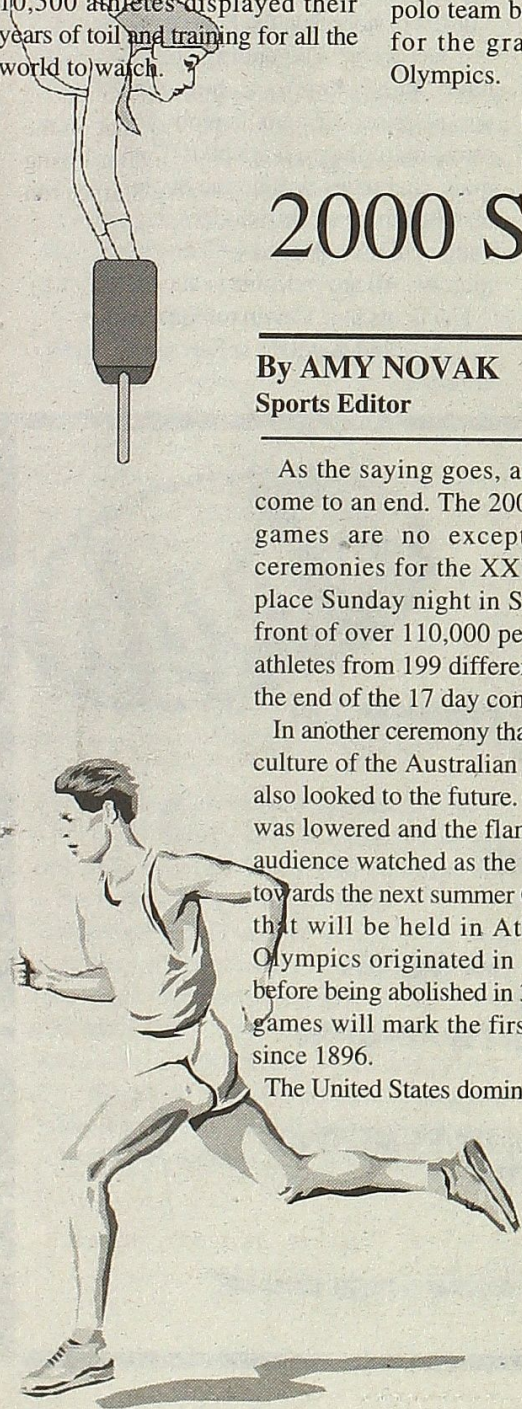 10,500 athletes displayed their
years of toil and training for all the
world to watch.
polo team b
for the gra
Olympics.
2000 S
By AMY NOVAK
Sports Editor
As the saying goes, a
come to an end. The 200
games are no except
ceremonies for the XX
place Sunday night in S
front of over 110,000 pe
athletes from 199 differe
the end of the 17 day con
In another ceremony tha
culture of the Australian
also looked to the future.
was lowered and the flan
audience watched as the
towards the next summer
that will be held in At
Olympics originated in
before being abolished in
games will mark the firs
since 1896.
The United States domin